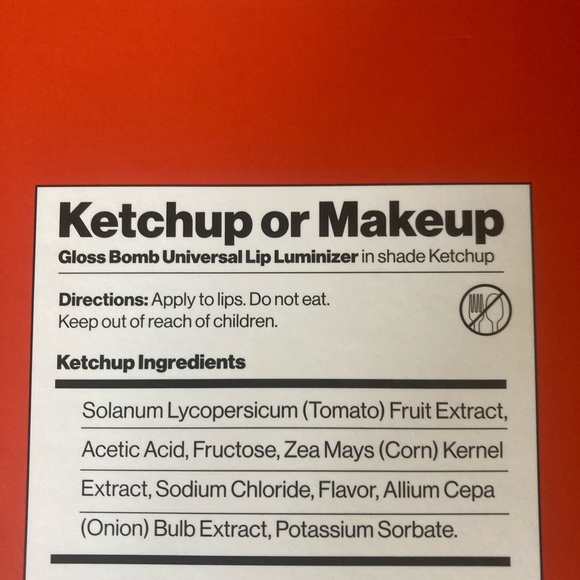 Ketchup or Makeup
Gloss Bomb Universal Lip Luminizer in shade Ketchup
Directions: Apply to lips. Do not eat.
Keep out of reach of children.
Ketchup Ingredients
Solanum Lycopersicum (Tomato) Fruit Extract,
Acetic Acid, Fructose, Zea Mays (Corn) Kernel
Extract, Sodium Chloride, Flavor, Allium Cepa
(Onion) Bulb Extract, Potassium Sorbate.